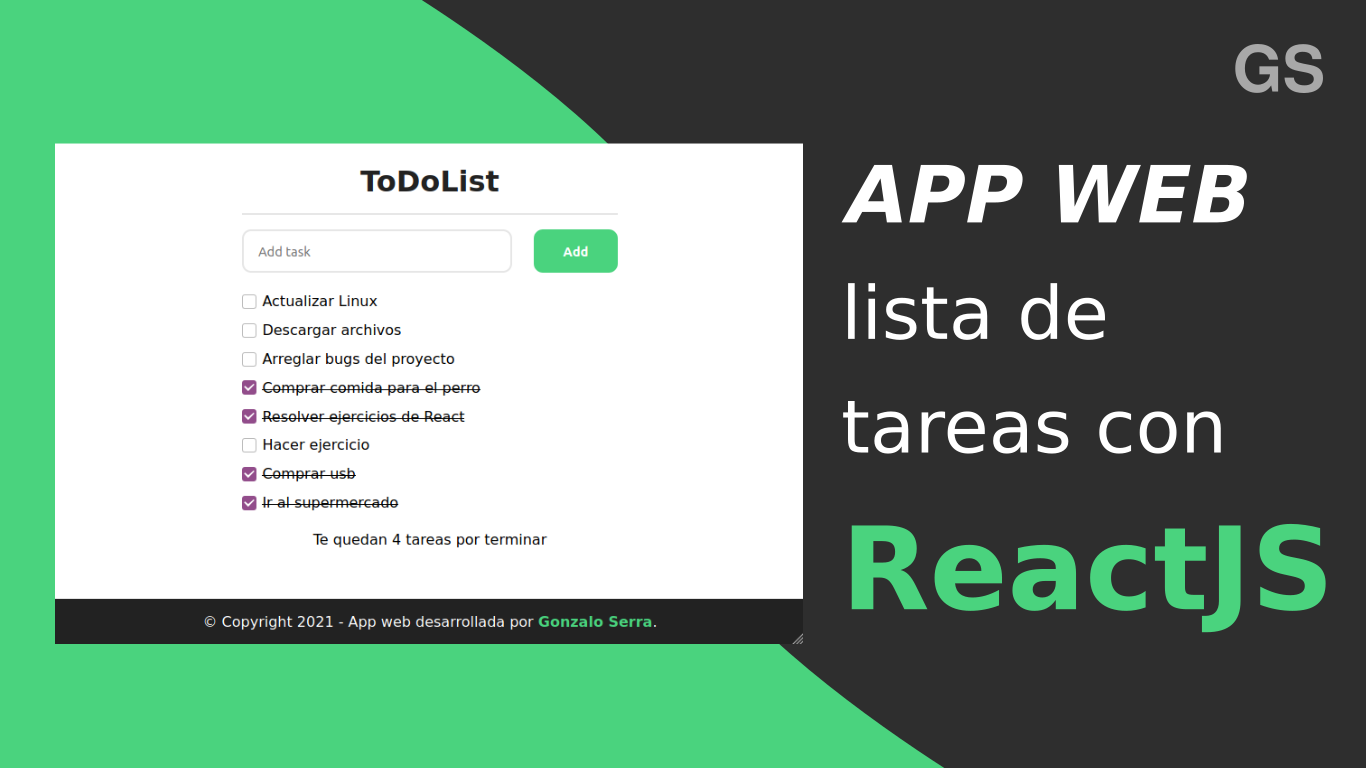 ToDoList
Add task
Add
Actualizar Linux
Descargar archivos
Arreglar bugs del proyecto
Comprar comida para el perro
Resolver ejercicios de React
Hacer ejercicio
Comprar usb
Ir al supermercado
Te quedan 4 tareas por terminar
© Copyright 2021 - App web desarrollada por Gonzalo Serra.
GS
APP WEB
lista de
tareas con
ReactJS